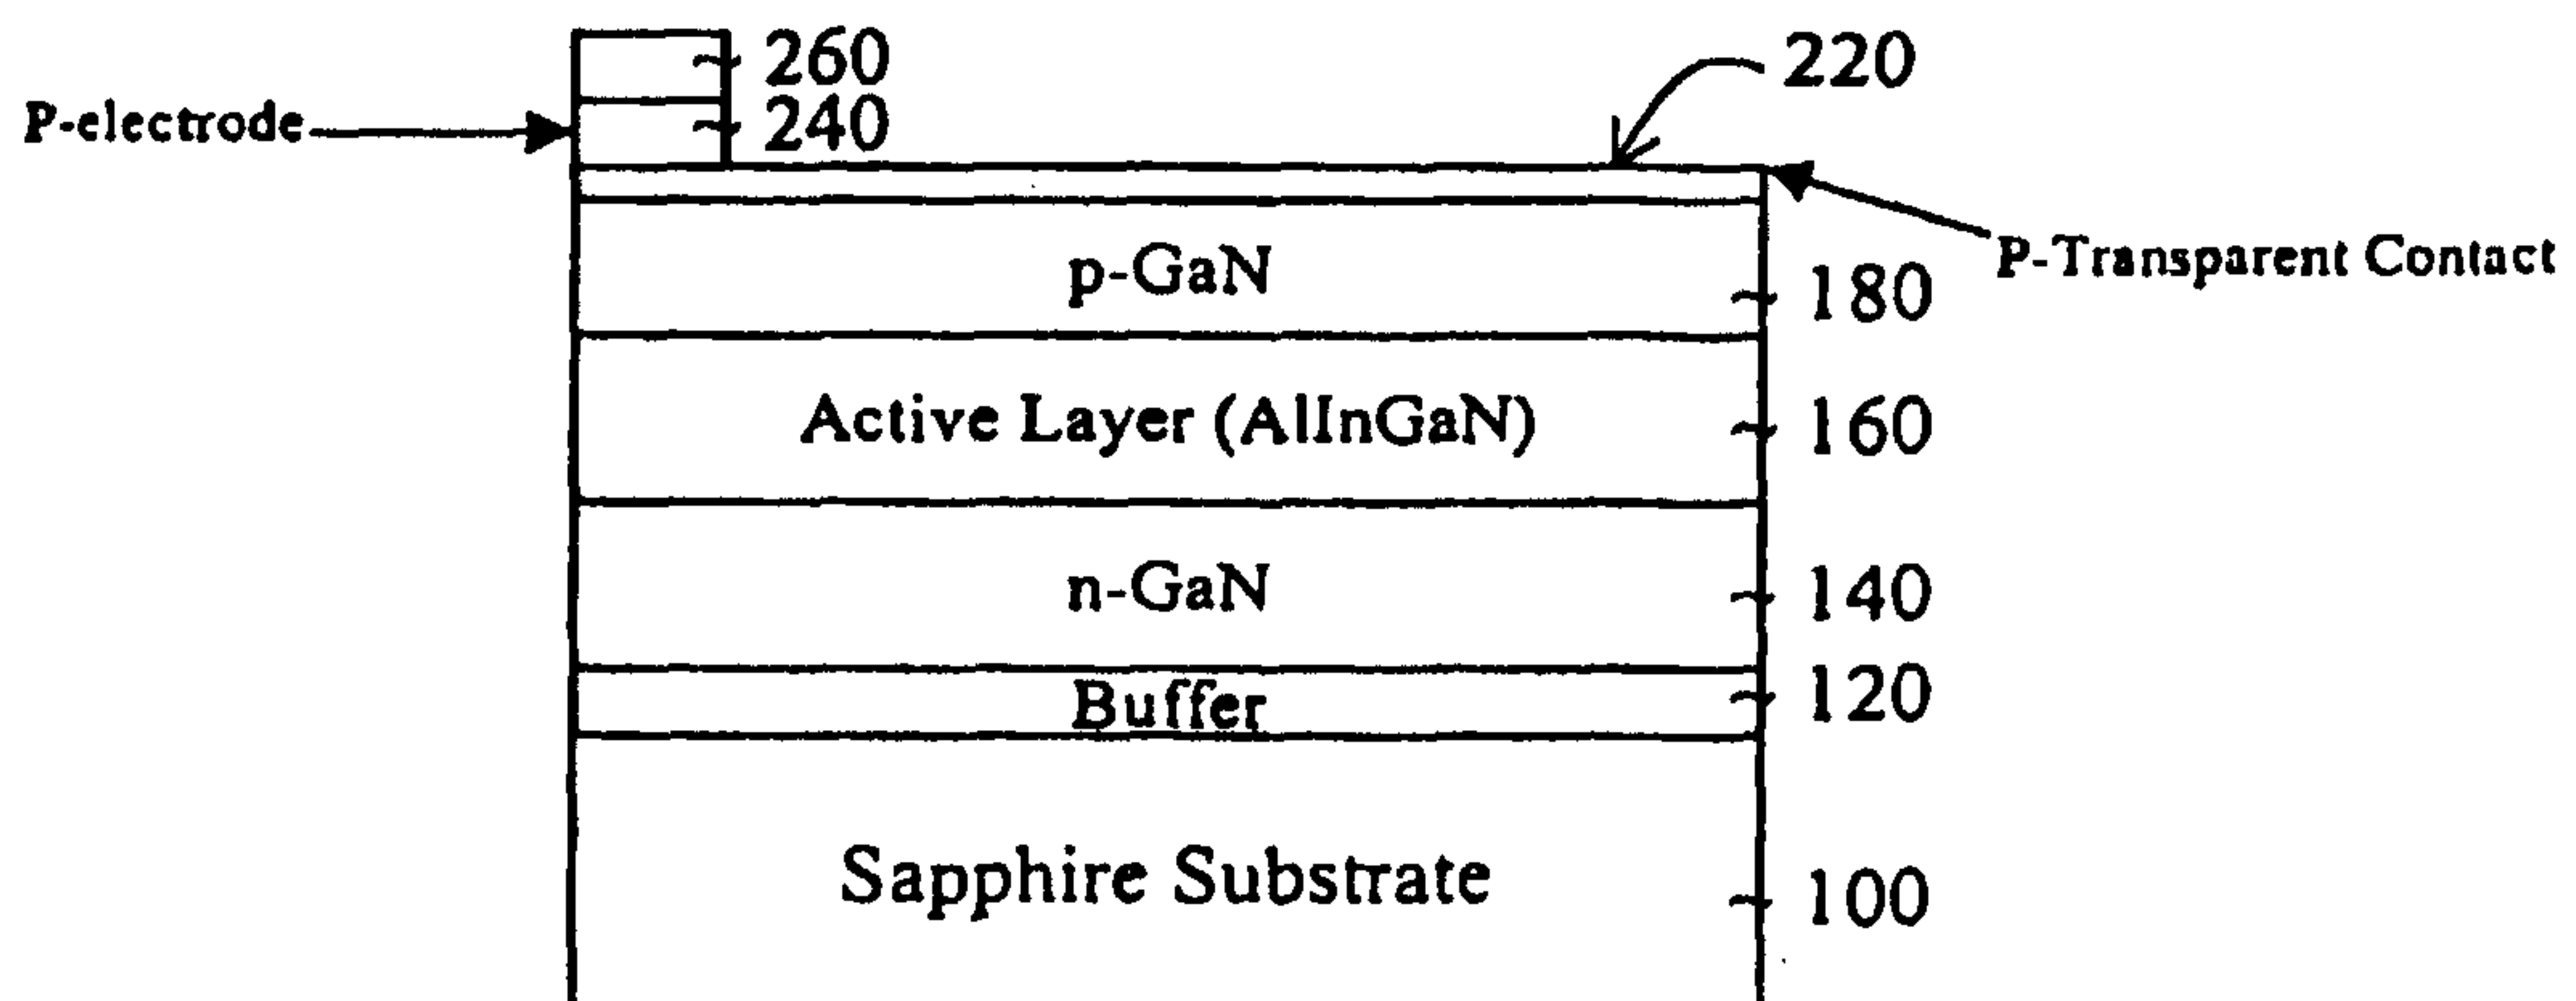 260
220
P-electrode
240
P-Transparent Contact
p-GaN
180
Active Layer (AlInGaN)
160
n-GaN
140
Buffer
120
Sapphire Substrate
100